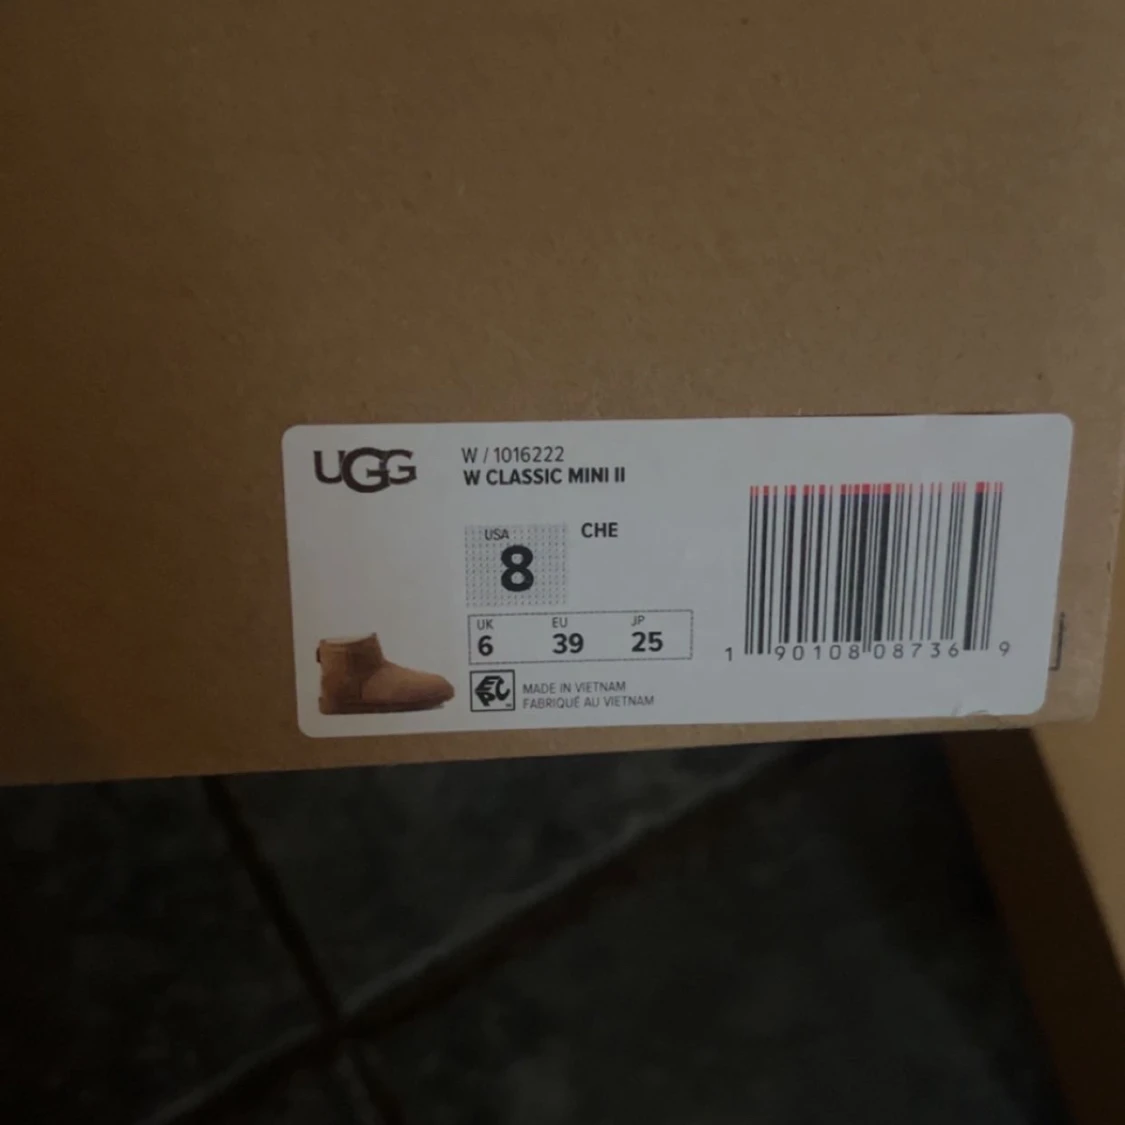 UGG
W / 1016222
W CLASSIC MINI II
USA
8
CHE
UK EU JP
6 39 25
MADE IN VIETNAM
FABRIQUÉ AU VIETNAM
1 90108 08736 9